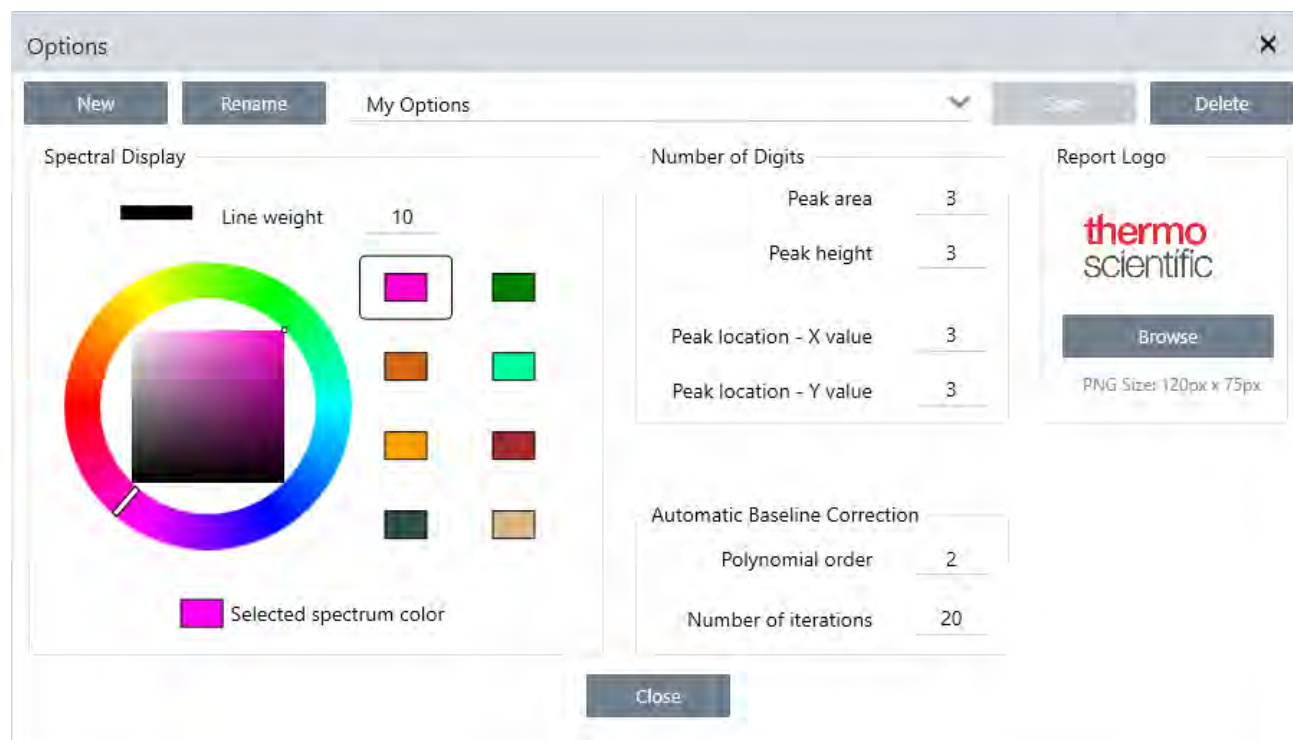 Options
New Rename My Options Save Delete
Spectral Display
Line weight 10
Selected spectrum color
Number of Digits
Peak area 3
Peak height 3
Peak location - X value 3
Peak location - Y value 3
Automatic Baseline Correction
Polynomial order 2
Number of iterations 20
Report Logo
thermo
scientific
Browse
PNG Size: 120px x 75px
Close